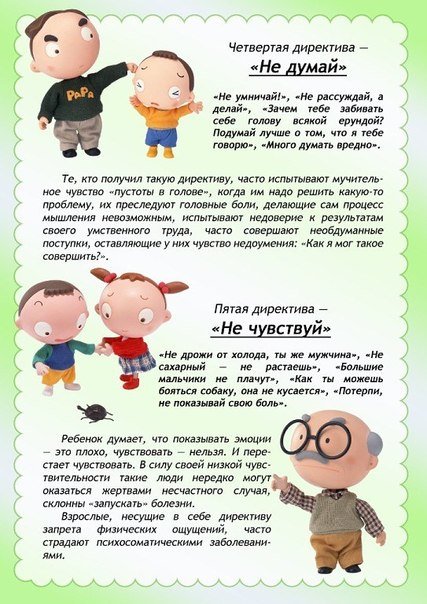 Четвертая директива —
«Не думай»
PAPA
«Не умничай!», «Не рассуждай, а
делай», «Зачем тебе забивать
себе голову всякой ерундой?
Подумай лучше о том, что я тебе
говорю», «Много думать вредно».
Те, кто получил такую директиву, часто испытывают мучитель-
ное чувство «пустоты в голове», когда им надо решить какую-то
проблему, их преследуют головные боли, делающие сам процесс
мышления невозможным, испытывают недоверие к результатам
своего умственного труда, часто совершают необдуманные
поступки, оставляющие у них чувство недоумения: «Как я мог такое
совершить?».
Пятая директива —
«Не чувствуй»
«Не дрожи от холода, ты же мужчина», «Не
сахарный — не растаешь», «Большие
мальчики не плачут», «Как ты можешь
бояться собаку, она не кусается», «Потерпи,
не показывай свою боль».
Ребенок думает, что показывать эмоции
— это плохо, чувствовать — нельзя. И пере-
стает чувствовать. В силу своей низкой чувс-
твительности такие люди нередко могут
оказаться жертвами несчастного случая,
склонны «запускать» болезни.
Взрослые, несущие в себе директиву
запрета физических ощущений, часто
страдают психосоматическими заболевани-
ями.